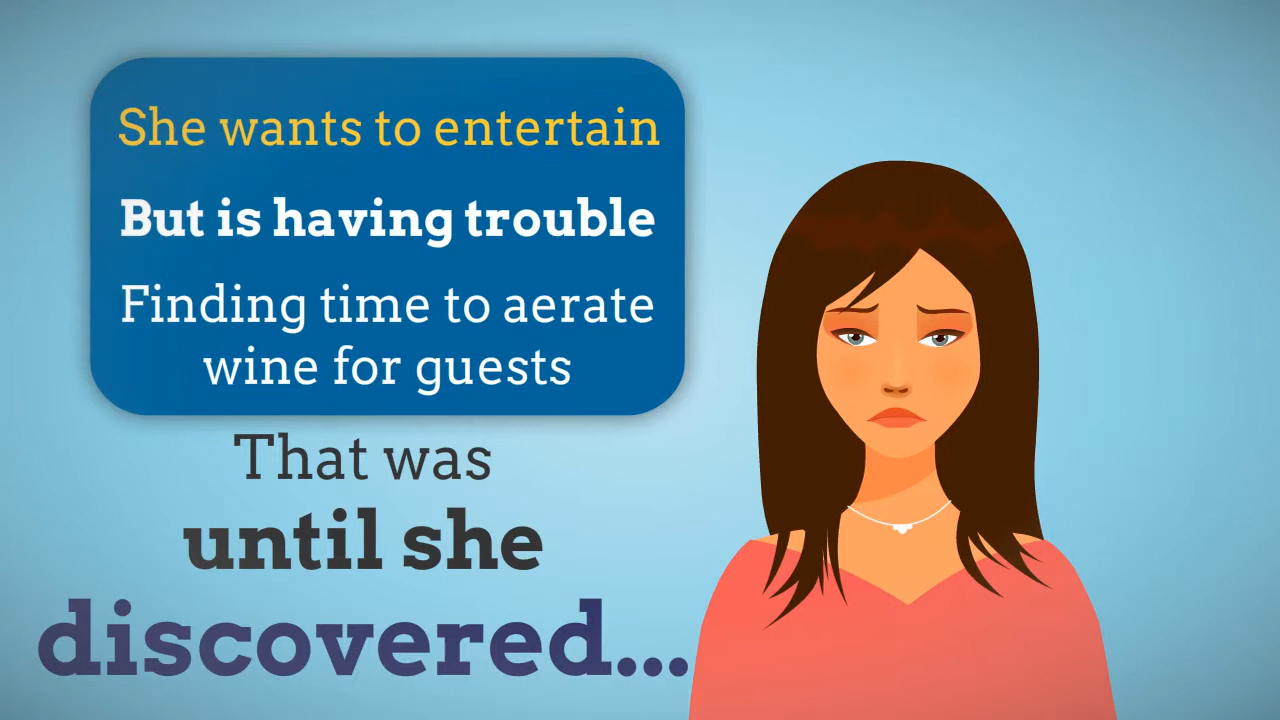 She wants to entertain
But is having trouble
Finding time to aerate
wine for guests
That was
until she
discovered...